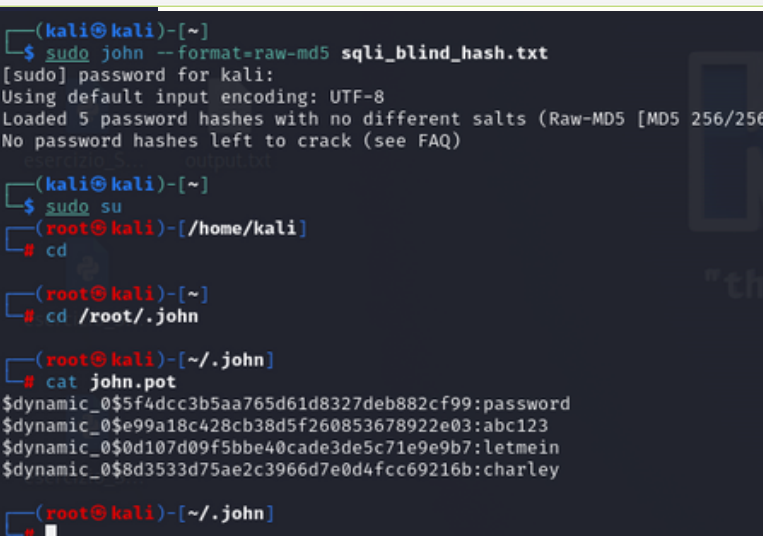 (kali㉿kali)-[~]
$ sudo john --format=raw-md5 sqli_blind_hash.txt
[sudo] password for kali:
Using default input encoding: UTF-8
Loaded 5 password hashes with no different salts (Raw-MD5 [MD5 256/256
No password hashes left to crack (see FAQ)
(kali㉿kali)-[~]
$ sudo su
(root㉿kali)-[/home/kali]
# cd
(root㉿kali)-[~]
# cd /root/.john
(root㉿kali)-[~/.john]
# cat john.pot
$dynamic_0$5f4dcc3b5aa765d61d8327deb882cf99:password
$dynamic_0$e99a18c428cb38d5f260853678922e03:abc123
$dynamic_0$0d107d09f5bbe40cade3de5c71e9e9b7:letmein
$dynamic_0$8d3533d75ae2c3966d7e0d4fcc69216b:charley
(root㉿kali)-[~/.john]
#
output.txt
"th